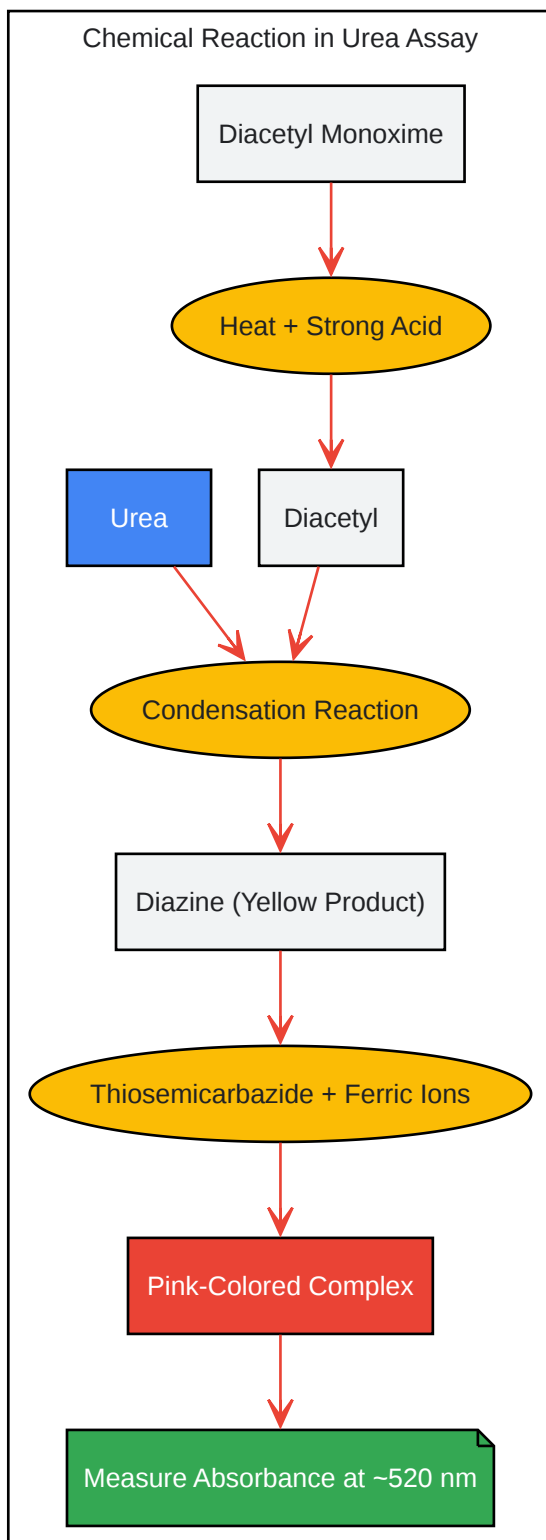 Chemical Reaction in Urea Assay
Diacetyl Monoxime
Heat + Strong Acid
Urea
Diacetyl
Condensation Reaction
Diazine (Yellow Product)
Thiosemicarbazide + Ferric Ions
Pink-Colored Complex
Measure Absorbance at ~520 nm